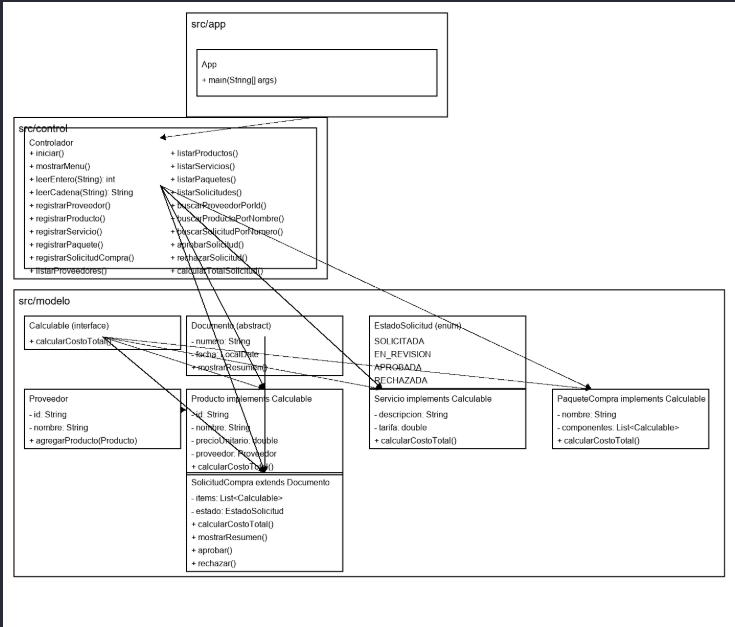 src/app
App
+ main(String[] args)
src/control
Controlador
+ iniciar()
+ mostrarMenu()
+ leerEntero(String): int
+ leerCadena(String): String
+ registrarProveedor()
+ registrarProducto()
+ registrarServicio()
+ registrarPaquete()
+ registrarSolicitudCompra()
+ listarProveedores()
+ listarProductos()
+ listarServicios()
+ listarPaquetes()
+ listarSolicitudes()
+ buscarProveedorPorId()
+ buscarProductoPorNombre()
+ buscarSolicitudPorNumero()
+ aprobarSolicitud()
+ rechazarSolicitud()
+ calcularTotalSolicitud()
src/modelo
Calculable (interface)
+ calcularCostoTotal()
Documento (abstract)
- numero: String
- fecha: LocalDate
+ mostrarResumen()
EstadoSolicitud (enum)
SOLICITADA
EN_REVISION
APROBADA
RECHAZADA
Proveedor
- id: String
- nombre: String
+ agregarProducto(Producto)
Producto implements Calculable
- id: String
- nombre: String
- precioUnitario: double
- proveedor: Proveedor
+ calcularCostoTotal()
Servicio implements Calculable
- descripcion: String
- tarifa: double
+ calcularCostoTotal()
PaqueteCompra implements Calculable
- nombre: String
- componentes: List<Calculable>
+ calcularCostoTotal()
SolicitudCompra extends Documento
- items: List<Calculable>
- estado: EstadoSolicitud
+ calcularCostoTotal()
+ mostrarResumen()
+ aprobar()
+ rechazar()